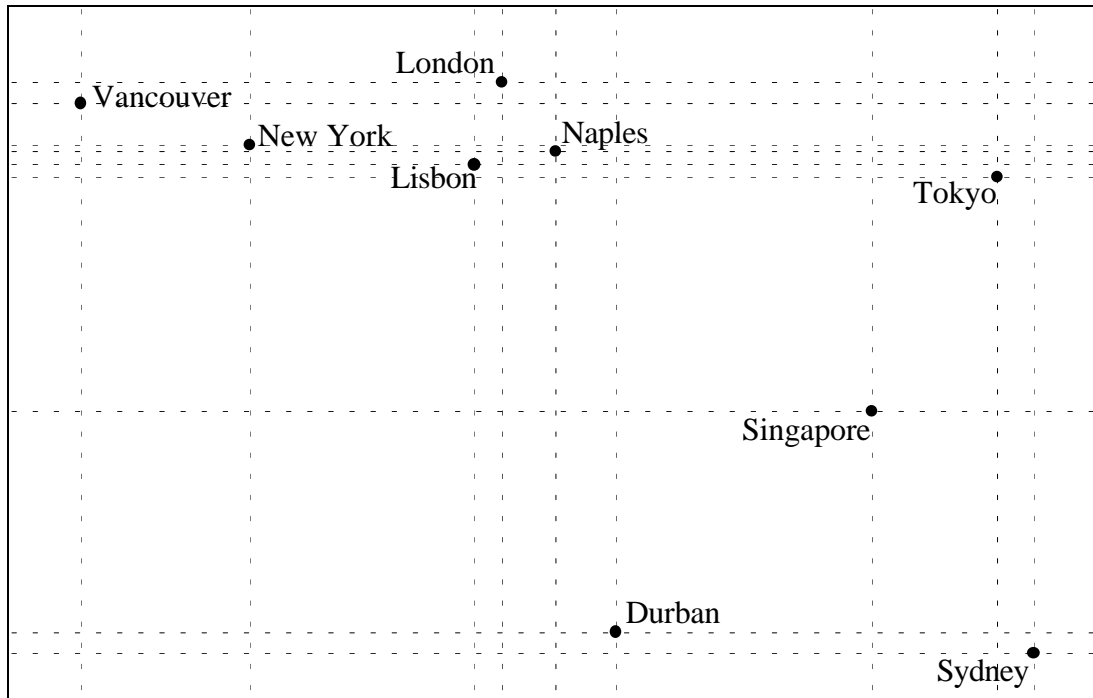 London
Vancouver
New York
Naples
Lisbon
Tokyo
Singapore
Durban
Sydney